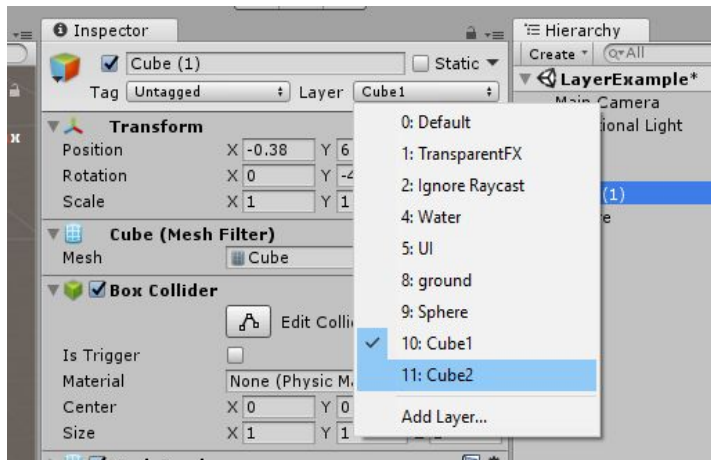 Inspector
Hierarchy
Create
All
Cube (1)
Static
LayerExample*
Tag Untagged
Layer Cube1
Main Camera
0: Default
ional Light
1: TransparentFX
2: Ignore Raycast
4: Water
5: UI
8: ground
9: Sphere
10: Cube1
11: Cube2
Add Layer...
(1)
Transform
Position X -0.38 Y 6
Rotation X 0 Y -4
Scale X 1 Y 1
Cube (Mesh Filter)
Mesh Cube
Box Collider
Edit Colli
Is Trigger
Material None (Physic M
Center X 0 Y 0
Size X 1 Y 1